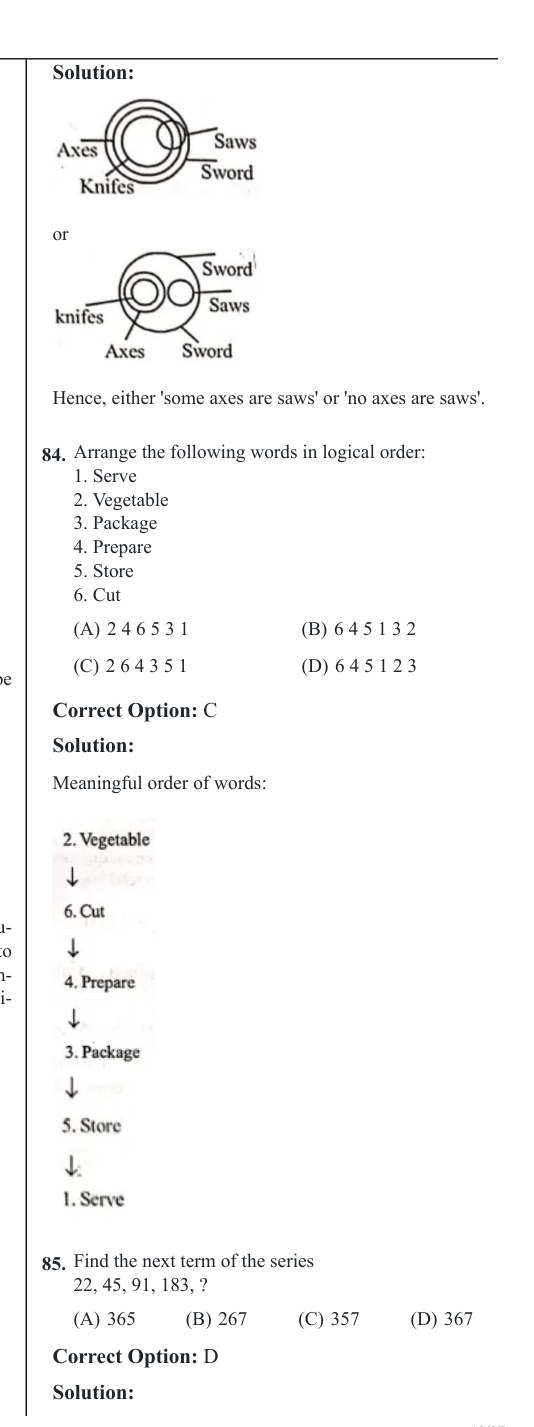 Solution:
Axes
Saws
Sword
Knifes
or
Sword
Saws
knifes
Axes Sword
Hence, either 'some axes are saws' or 'no axes are saws'.
84. Arrange the following words in logical order:
1. Serve
2. Vegetable
3. Package
4. Prepare
5. Store
6. Cut
(A) 2 4 6 5 3 1 (B) 6 4 5 1 3 2
(C) 2 6 4 3 5 1 (D) 6 4 5 1 2 3
Correct Option: C
Solution:
Meaningful order of words:
2. Vegetable
↓
6. Cut
↓
4. Prepare
↓
3. Package
↓
5. Store
↓
1. Serve
85. Find the next term of the series
22, 45, 91, 183, ?
(A) 365 (B) 267 (C) 357 (D) 367
Correct Option: D
Solution: